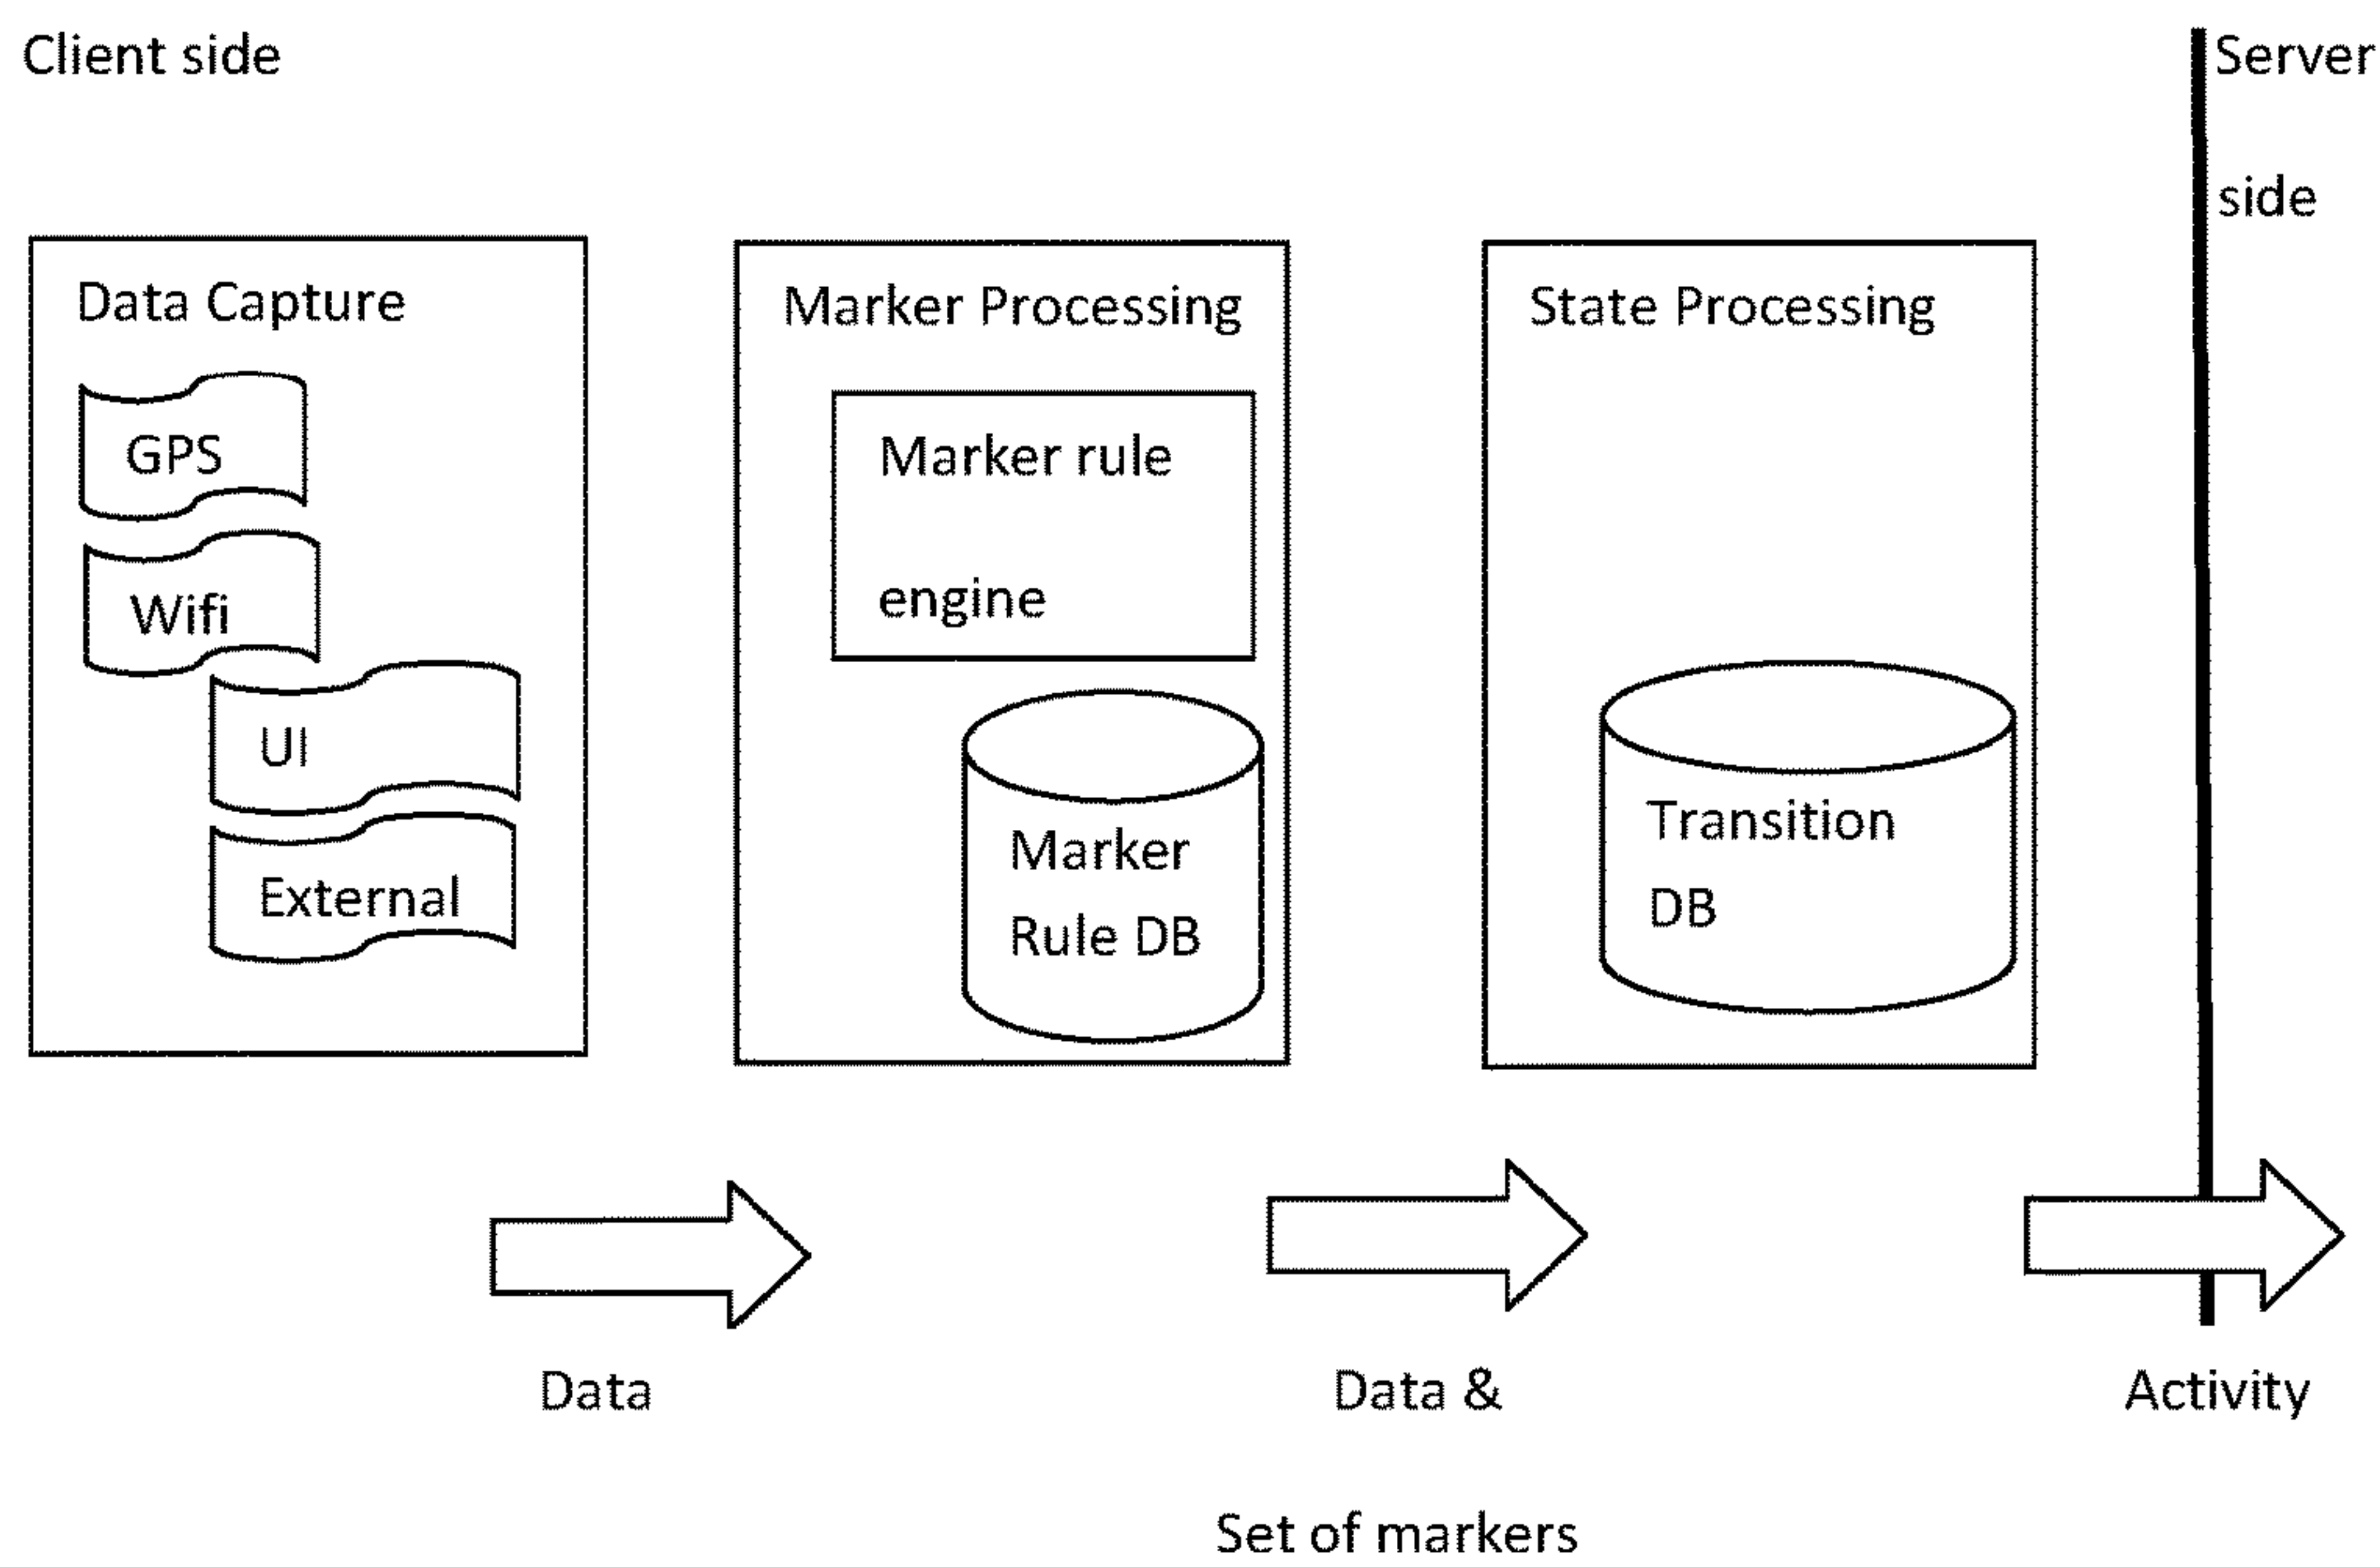 Client side
Server
side
Data Capture
GPS
Wifi
UI
External
Marker Processing
Marker rule
engine
Marker
Rule DB
State Processing
Transition
DB
Data
Data &
Set of markers
Activity